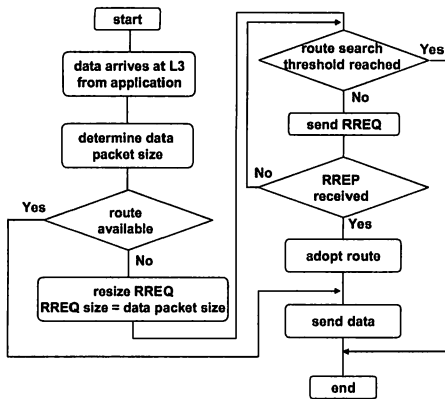 start
data arrives at L3
from application
determine data
packet size
Yes
route
available
No
resize RREQ
RREQ size = data packet size
route search
threshold reached
Yes
No
send RREQ
No
RREP
received
Yes
adopt route
send data
end